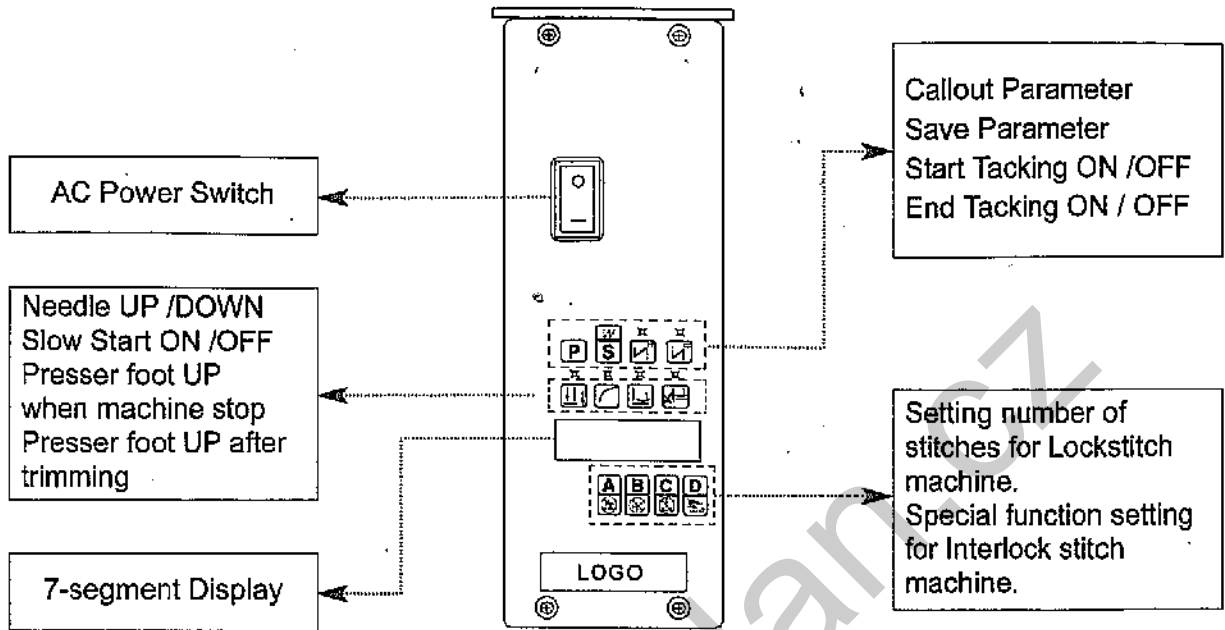 AC Power Switch
Needle UP /DOWN
Slow Start ON /OFF
Presser foot UP
when machine stop
Presser foot UP after
trimming
7-segment Display
P S
A B C D
LOGO
Callout Parameter
Save Parameter
Start Tacking ON /OFF
End Tacking ON / OFF
Setting number of
stitches for Lockstitch
machine.
Special function setting
for Interlock stitch
machine.